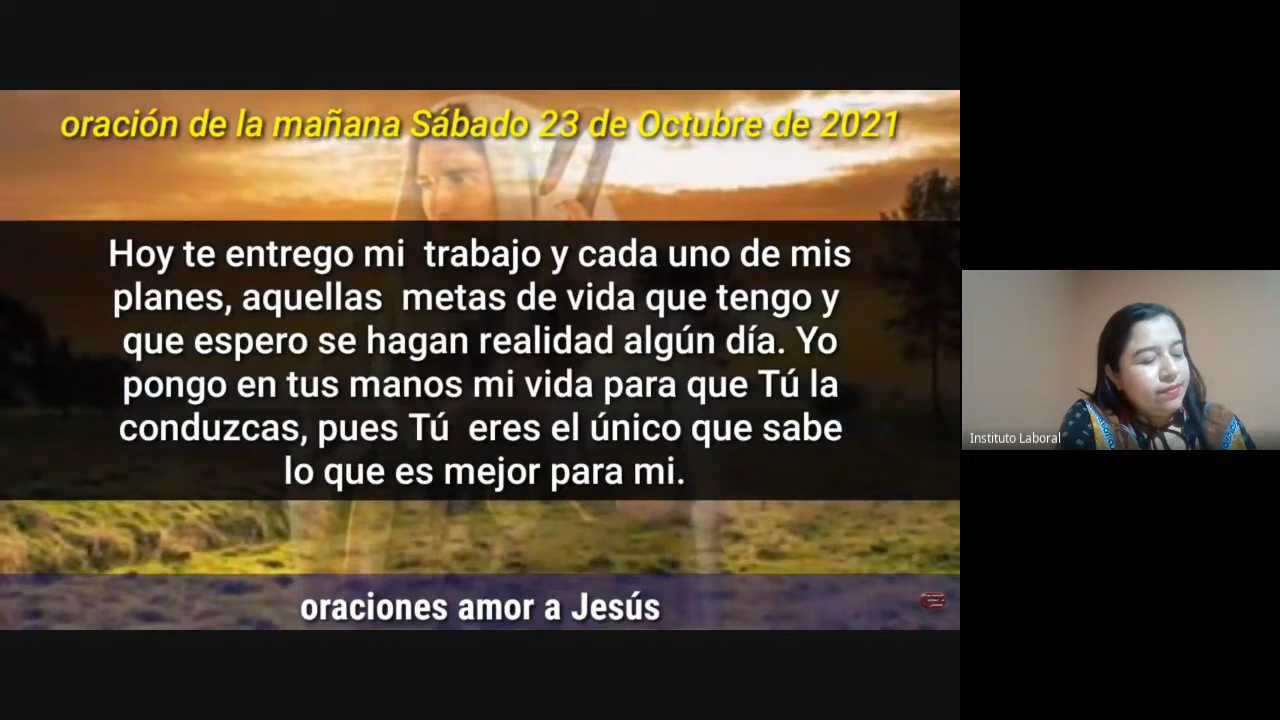 oración de la mañana Sábado 23 de Octubre de 2021
Hoy te entrego mi trabajo y cada uno de mis
planes, aquellas metas de vida que tengo y
que espero se hagan realidad algún día. Yo
pongo en tus manos mi vida para que Tú la
conduzcas, pues Tú eres el único que sabe
lo que es mejor para mi.
Instituto Laboral
oraciones amor a Jesús